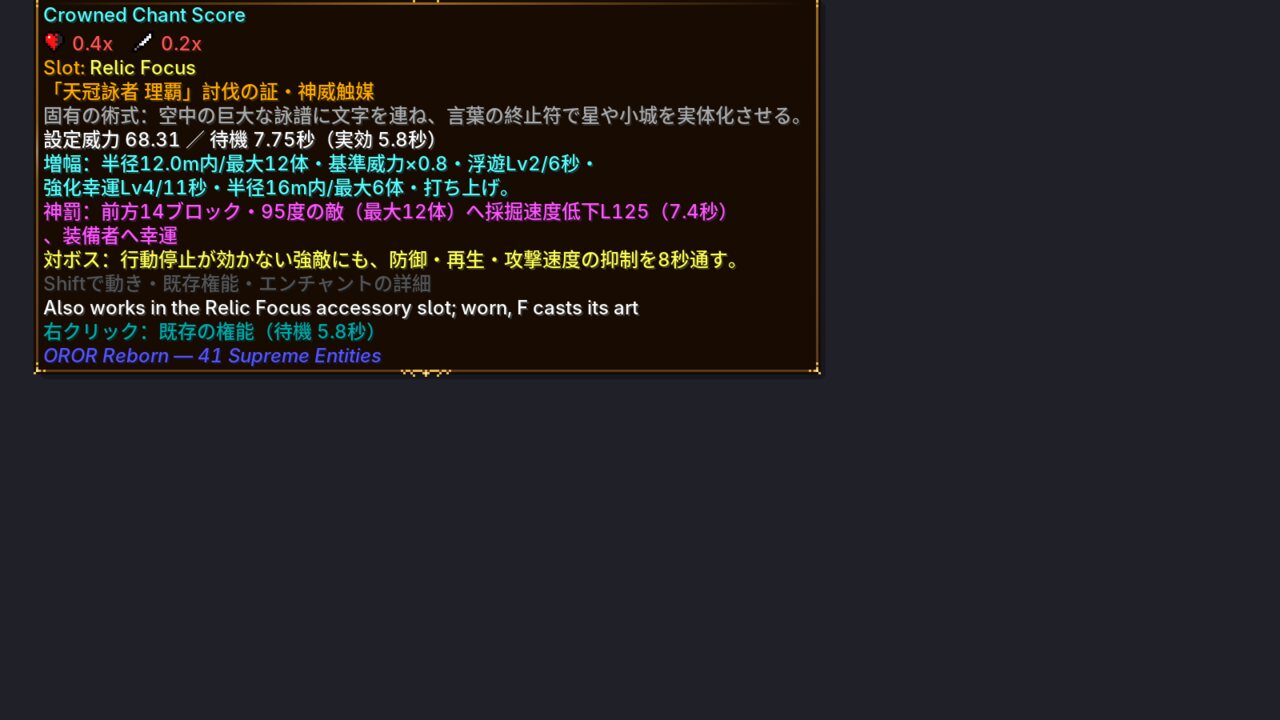 Crowned Chant Score
0.4x 0.2x
Slot: Relic Focus
「天冠詠者 理覇」討伐の証・神威触媒
固有の術式：空中の巨大な詠譜に文字を連ね、言葉の終止符で星や小城を実体化させる。
設定威力 68.31 ／ 待機 7.75秒（実効 5.8秒）
増幅：半径12.0m内/最大12体・基準威力×0.8・浮遊Lv2/6秒・
強化幸運Lv4/11秒・半径16m内/最大6体・打ち上げ。
神罰：前方14ブロック・95度の敵（最大12体）へ採掘速度低下L125（7.4秒）
、装備者へ幸運
対ボス：行動停止が効かない強敵にも、防御・再生・攻撃速度の抑制を8秒通す。
Shiftで動き・既存権能・エンチャントの詳細
Also works in the Relic Focus accessory slot; worn, F casts its art
右クリック：既存の権能（待機 5.8秒）
OROR Reborn — 41 Supreme Entities